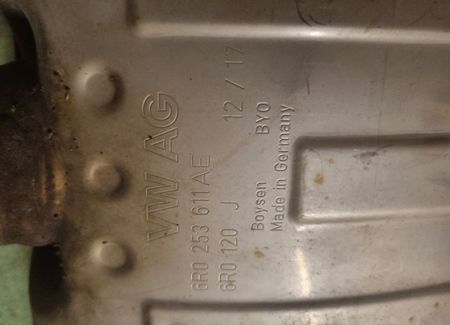 VW AG
6R0 253 611 AE 12 / 17
6R0 120 J BYO
Boysen
Made in Germany